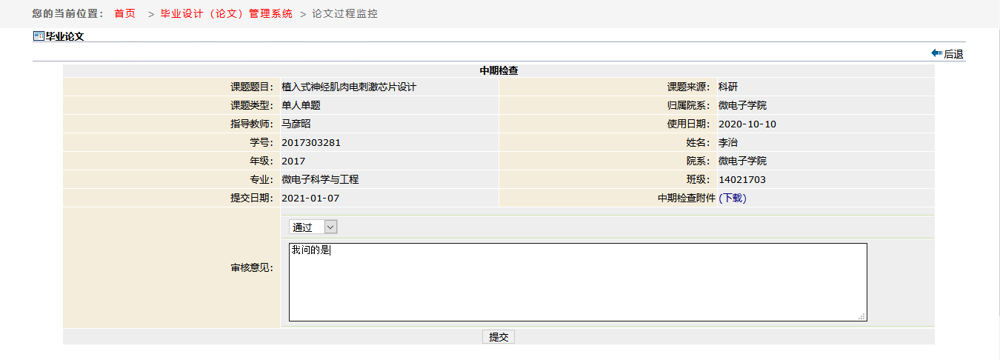 您的当前位置： 首页 > 毕业设计（论文）管理系统 > 论文过程监控
毕业论文
后退
中期检查
课题题目： 植入式神经肌肉电刺激芯片设计 课题来源： 科研
课题类型： 单人单题 归属院系： 微电子学院
指导教师： 马彦昭 使用日期： 2020-10-10
学号： 2017303281 姓名： 李治
年级： 2017 院系： 微电子学院
专业： 微电子科学与工程 班级： 14021703
提交日期： 2021-01-07 中期检查附件 (下载)
通过
我问的是
审核意见：
提交